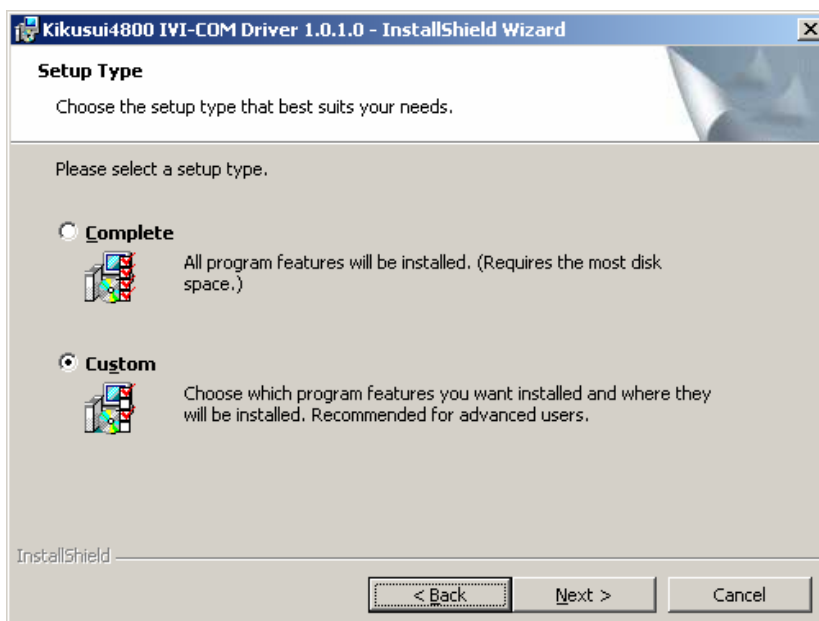 Kikusui4800 IVI-COM Driver 1.0.1.0 - InstallShield Wizard
Setup Type
Choose the setup type that best suits your needs.
Please select a setup type.
Complete
All program features will be installed. (Requires the most disk
space.)
Custom
Choose which program features you want installed and where they
will be installed. Recommended for advanced users.
InstallShield
< Back
Next >
Cancel